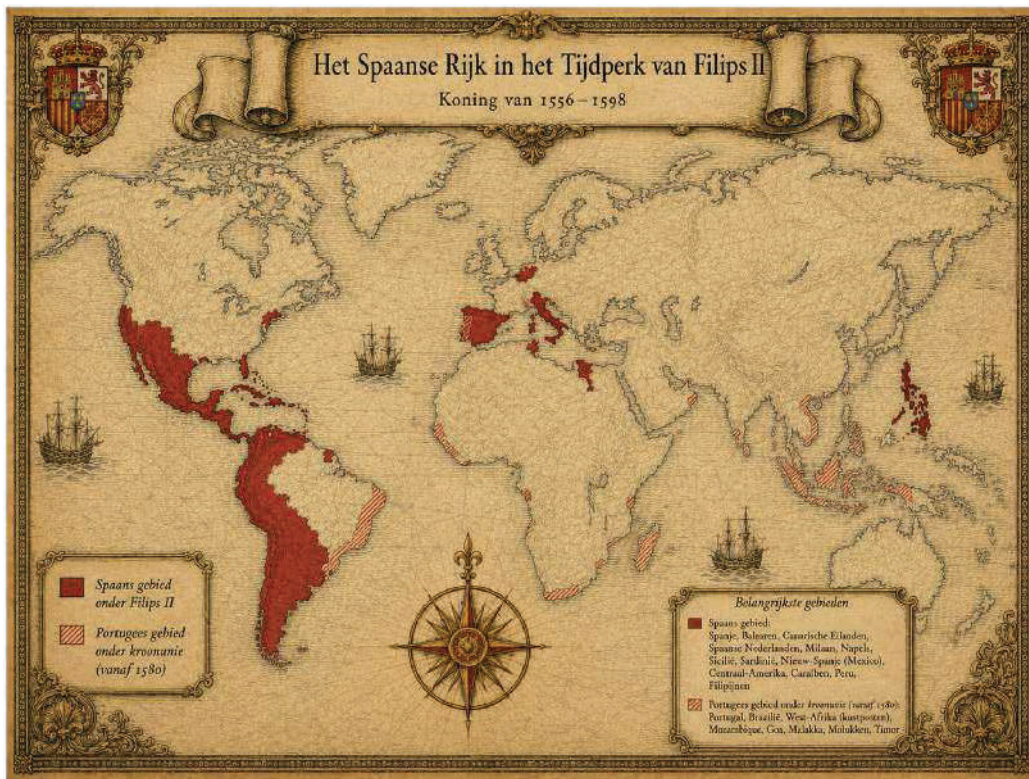 Het Spaanse Rijk in het Tijdperk van Filips II
Koning van 1556–1598
Spaans gebied
onder Filips II
Portugees gebied
onder kroonunie
(vanaf 1580)
Belangrijkste gebieden
Spaans gebied:
Spanje, Balearen, Canarische Eilanden,
Spaanse Nederlanden, Milaan, Napels,
Sicilië, Sardinië, Nieuw-Spanje (Mexico),
Centraal-Amerika, Caraïben, Peru,
Filipijnen
Portugees gebied onder kroonunie (vanaf 1580):
Portugal, Brazilië, West-Afrika (kustposten),
Mozambique, Goa, Malakka, Molukken, Timor